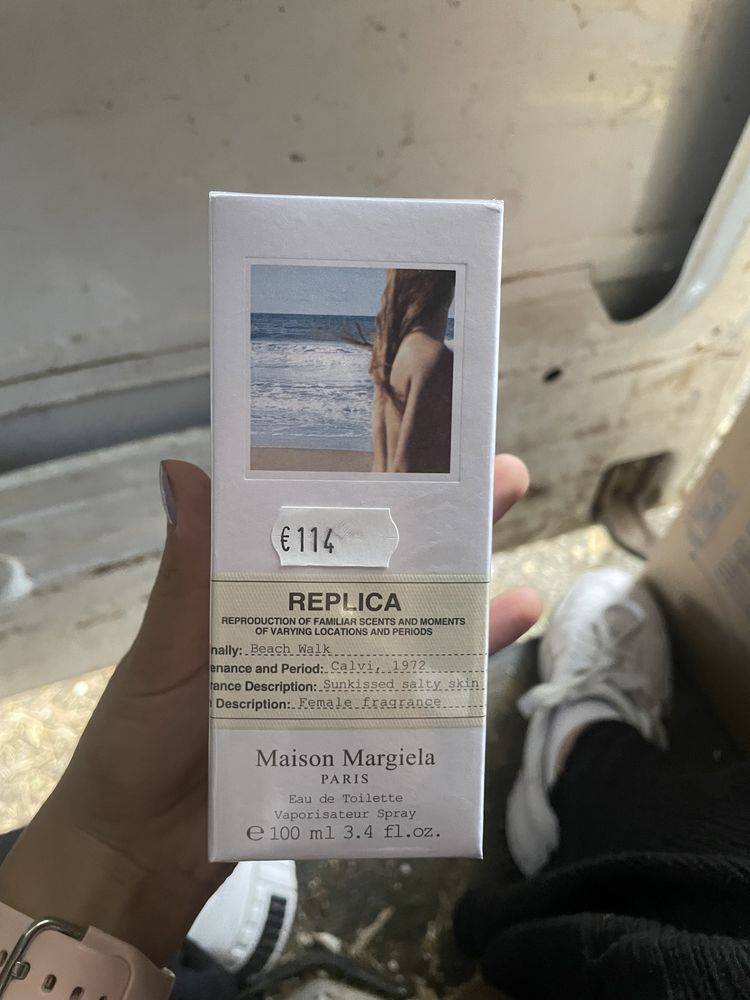 €114
REPLICA
REPRODUCTION OF FAMILIAR SCENTS AND MOMENTS
OF VARYING LOCATIONS AND PERIODS
nally: Beach Walk
enance and Period: Calvi, 1972
rance Description: Sunkissed salty skin
Description: Female fragrance
Maison Margiela
PARIS
Eau de Toilette
Vaporisateur Spray
e 100 ml 3.4 fl.oz.